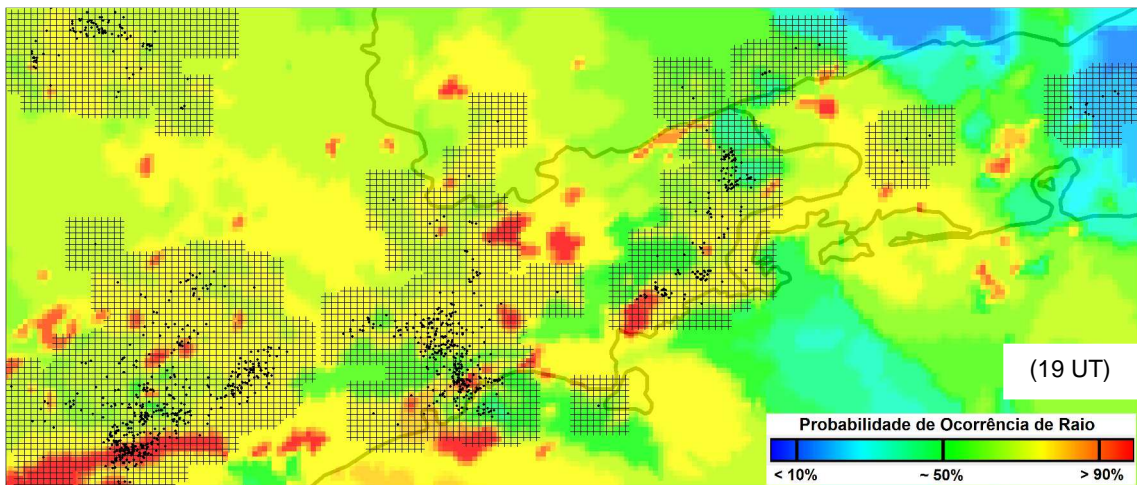 (19 UT)
Probabilidade de Ocorrência de Raio
< 10% ~ 50% > 90%